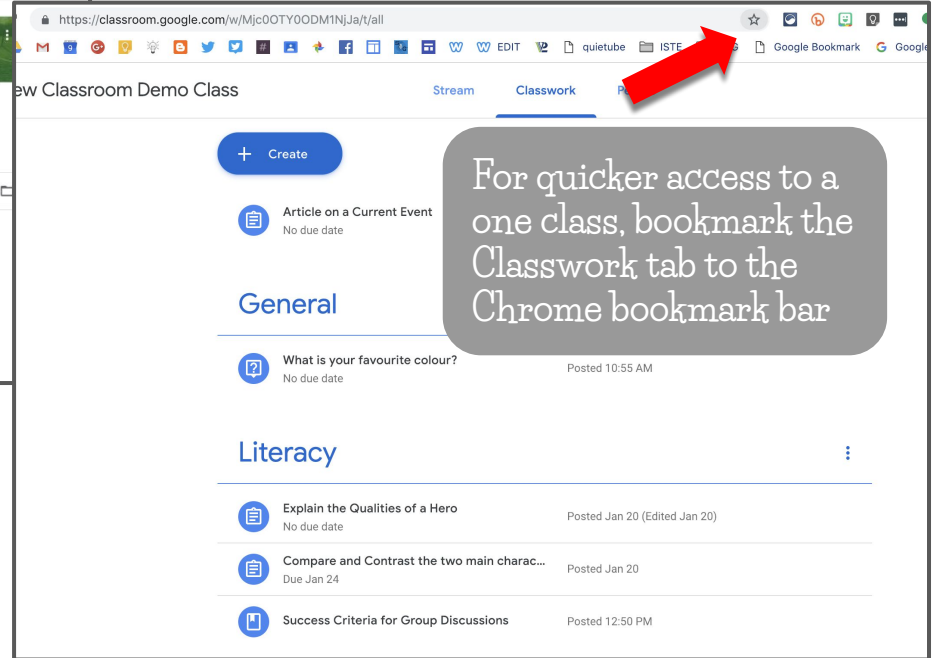 https://classroom.google.com/w/Mjc0OTY0ODM1NjJa/t/all
EDIT quietube ISTE G Google Bookmark G Google
ew Classroom Demo Class
Stream Classwork P
+ Create
For quicker access to a
one class, bookmark the
Classwork tab to the
Chrome bookmark bar
Article on a Current Event
No due date
General
What is your favourite colour?
No due date
Posted 10:55 AM
Literacy
Explain the Qualities of a Hero
No due date
Posted Jan 20 (Edited Jan 20)
Compare and Contrast the two main charac...
Due Jan 24
Posted Jan 20
Success Criteria for Group Discussions
Posted 12:50 PM